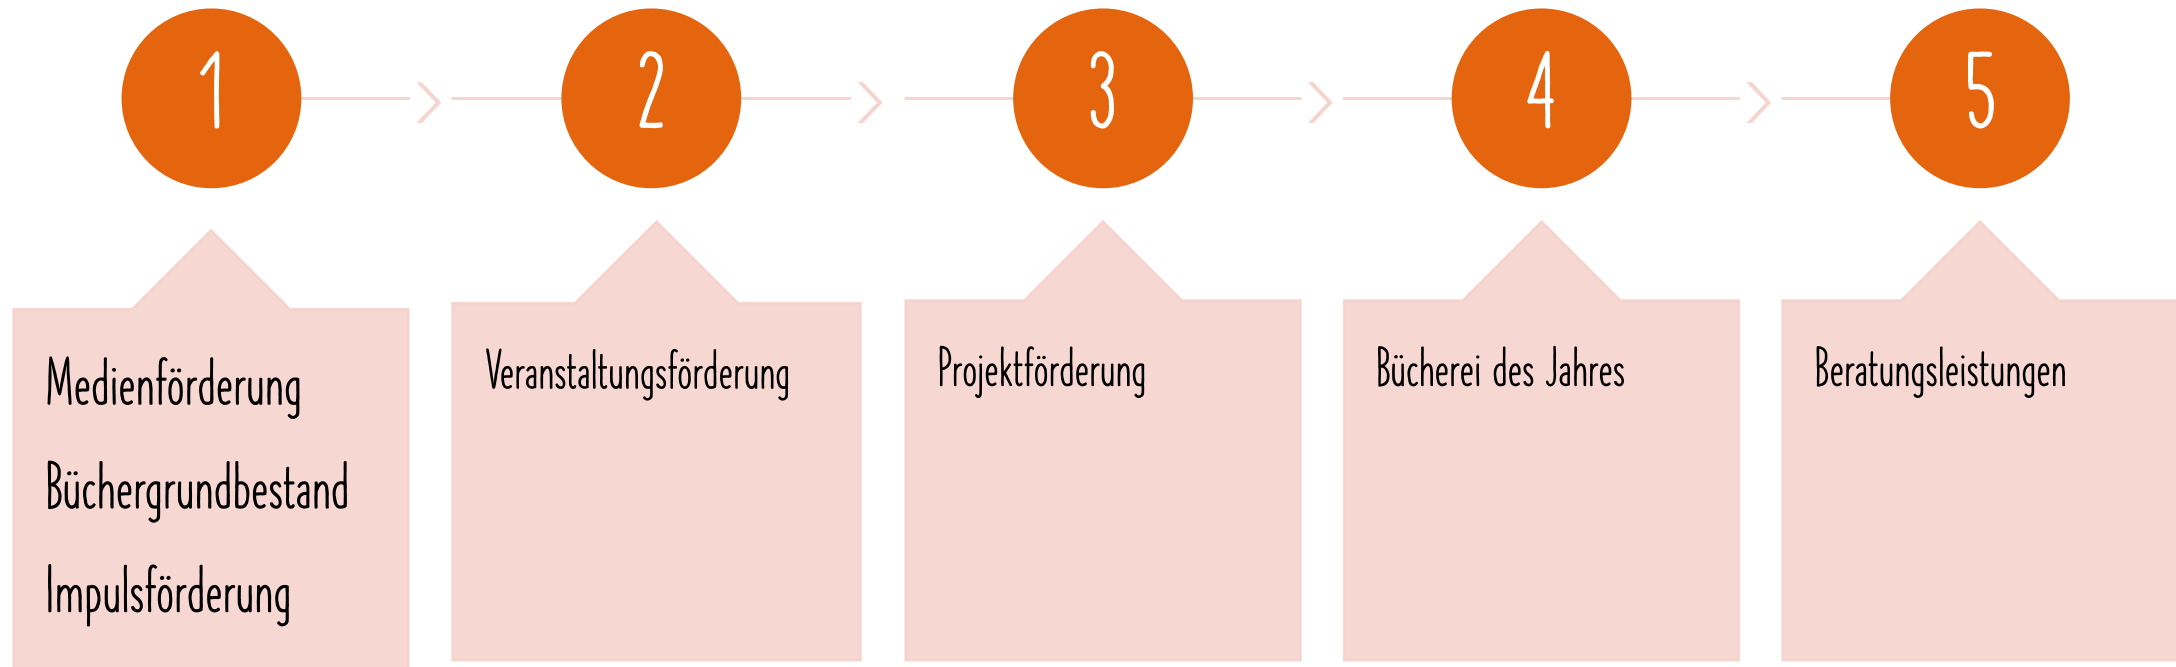 1
2
3
4
5
Medienförderung
Büchergrundbestand
Impulsförderung
Veranstaltungsförderung
Projektförderung
Bücherei des Jahres
Beratungsleistungen